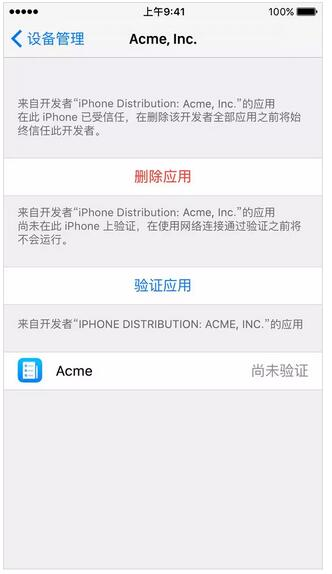 上午9:41
100%
设备管理
Acme, Inc.
来自开发者“iPhone Distribution: Acme, Inc.”的应用
在此 iPhone 已受信任，在删除该开发者全部应用之前将始
终信任此开发者。
删除应用
来自开发者“iPhone Distribution: Acme, Inc.”的应用
尚未在此 iPhone 上验证，在使用网络连接通过验证之前将
不会运行。
验证应用
来自开发者“IPHONE DISTRIBUTION: ACME, INC.”的应用
Acme
尚未验证